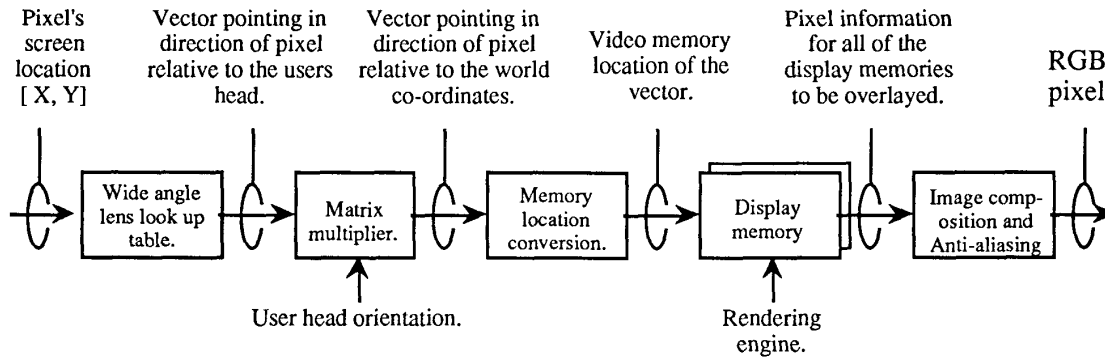 Pixel's
screen
location
[ X, Y]
Vector pointing in
direction of pixel
relative to the users
head.
Vector pointing in
direction of pixel
relative to the world
co-ordinates.
Video memory
location of the
vector.
Pixel information
for all of the
display memories
to be overlayed.
RGB
pixel
Wide angle
lens look up
table.
Matrix
multiplier.
Memory
location
conversion.
Display
memory
Image comp-
osition and
Anti-aliasing
User head orientation.
Rendering
engine.